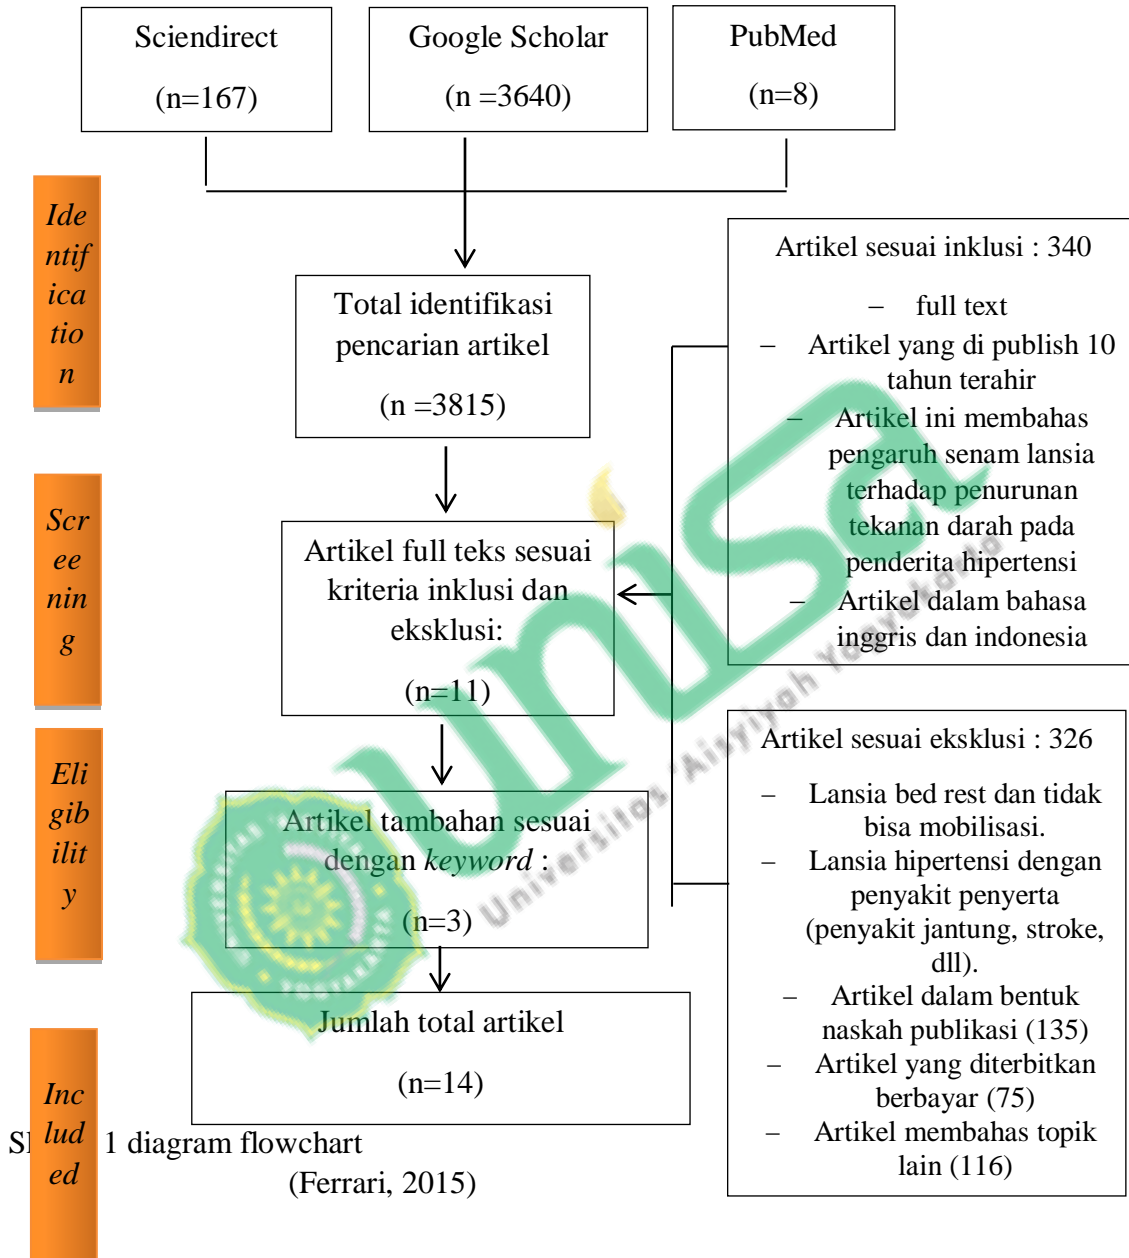 Sciendirect
(n=167)
Google Scholar
(n =3640)
PubMed
(n=8)
Ide
ntif
ica
tio
n
Total identifikasi
pencarian artikel
(n =3815)
Artikel sesuai inklusi : 340
– full text
– Artikel yang di publish 10
tahun terahir
– Artikel ini membahas
pengaruh senam lansia
terhadap penurunan
tekanan darah pada
penderita hipertensi
– Artikel dalam bahasa
inggris dan indonesia
Scr
ee
nin
g
Artikel full teks sesuai
kriteria inklusi dan
eksklusi:
(n=11)
Artikel sesuai eksklusi : 326
– Lansia bed rest dan tidak
bisa mobilisasi.
– Lansia hipertensi dengan
penyakit penyerta
(penyakit jantung, stroke,
dll).
– Artikel dalam bentuk
naskah publikasi (135)
– Artikel yang diterbitkan
berbayar (75)
– Artikel membahas topik
lain (116)
Eli
gib
ilit
y
Artikel tambahan sesuai
dengan keyword :
(n=3)
Jumlah total artikel
(n=14)
Inc
lud
ed
1 diagram flowchart
(Ferrari, 2015)
unisa
Universitas 'Aisyiyah Yogyakarta
YOGYAKARTA